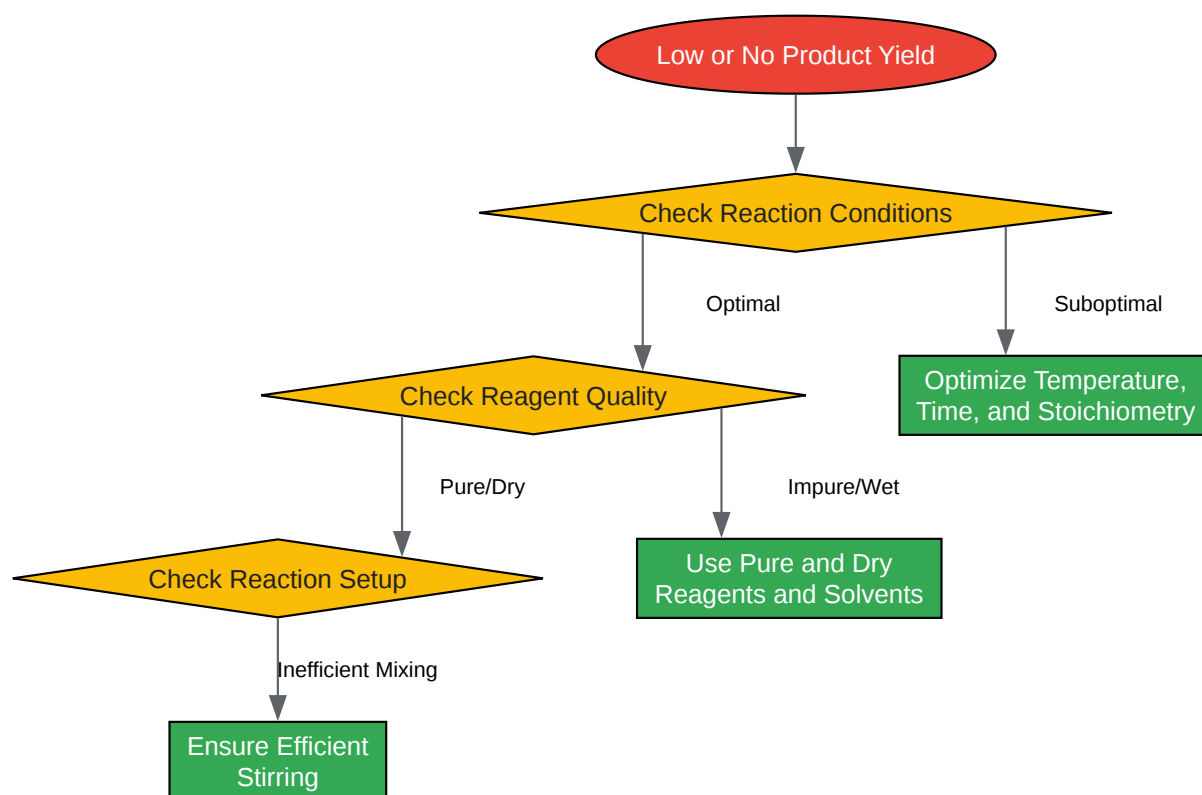 Low or No Product Yield
Check Reaction Conditions
Optimal
Suboptimal
Check Reagent Quality
Optimize Temperature,
Time, and Stoichiometry
Pure/Dry
Impure/Wet
Check Reaction Setup
Use Pure and Dry
Reagents and Solvents
Inefficient Mixing
Ensure Efficient
Stirring